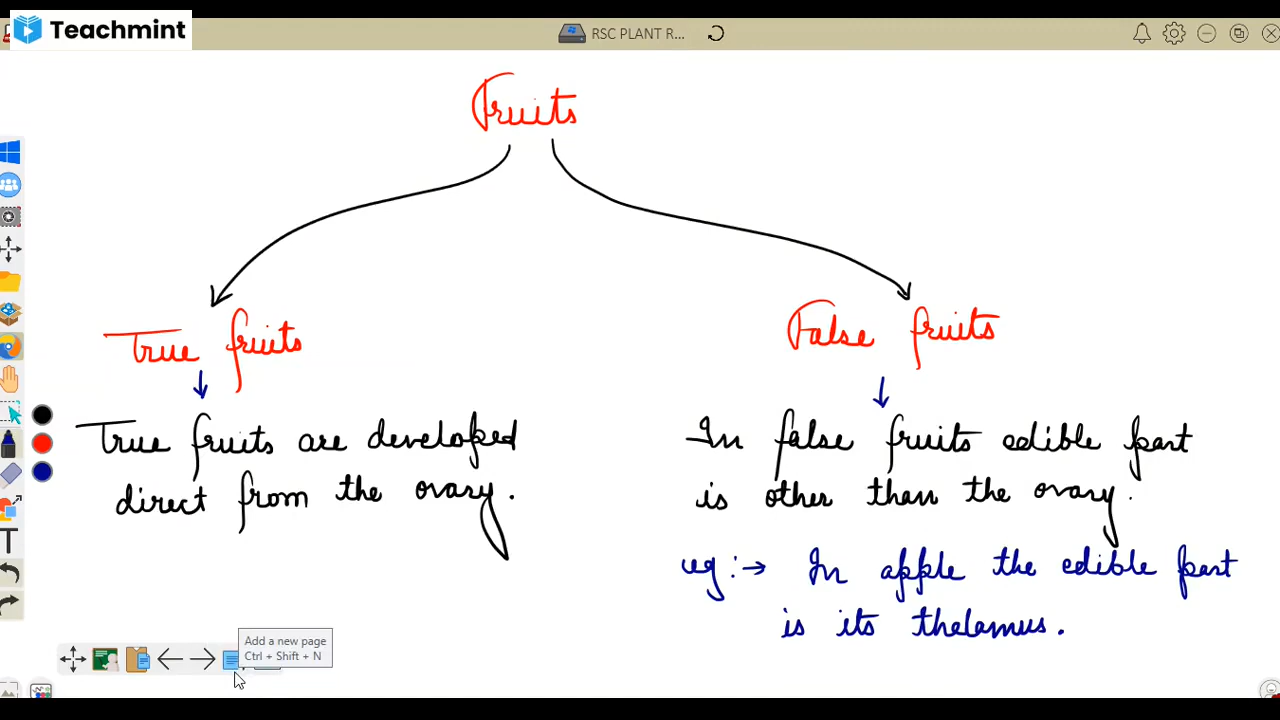 Teachmint
RSC PLANT R...
Fruits
True fruits
False fruits
True fruits are developed
direct from the ovary.
In false fruits edible part
is other than the ovary.
eg:→ In apple the edible part
is its thelamus.
Add a new page
Ctrl + Shift + N
T